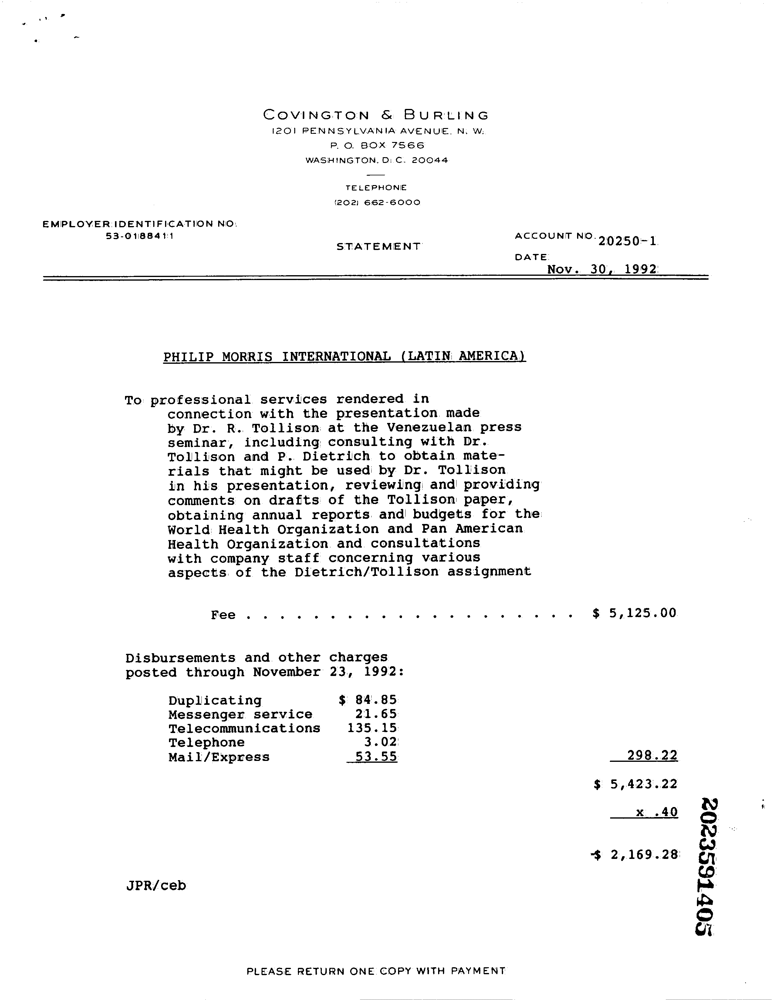 COVINGTON & BURLING
1201 PENNSYLVANIA AVENUE, N. W.
P. O. BOX 7566
WASHINGTON, D. C. 20044
TELEPHONE
(202) 662-6000
EMPLOYER IDENTIFICATION NO.
53-0188411
STATEMENT
ACCOUNT NO. 20250-1
DATE
Nov. 30, 1992
PHILIP MORRIS INTERNATIONAL (LATIN AMERICA)
To professional services rendered in
connection with the presentation made
by Dr. R. Tollison at the Venezuelan press
seminar, including consulting with Dr.
Tollison and P. Dietrich to obtain mate-
rials that might be used by Dr. Tollison
in his presentation, reviewing and providing
comments on drafts of the Tollison paper,
obtaining annual reports and budgets for the
World Health Organization and Pan American
Health Organization and consultations
with company staff concerning various
aspects of the Dietrich/Tollison assignment
Fee . . . . . . . . . . . . . . . . . . . . $ 5,125.00
Disbursements and other charges
posted through November 23, 1992:
Duplicating $ 84.85
Messenger service 21.65
Telecommunications 135.15
Telephone 3.02
Mail/Express 53.55 298.22
$ 5,423.22
x .40
$ 2,169.28
JPR/ceb
2023591405
PLEASE RETURN ONE COPY WITH PAYMENT